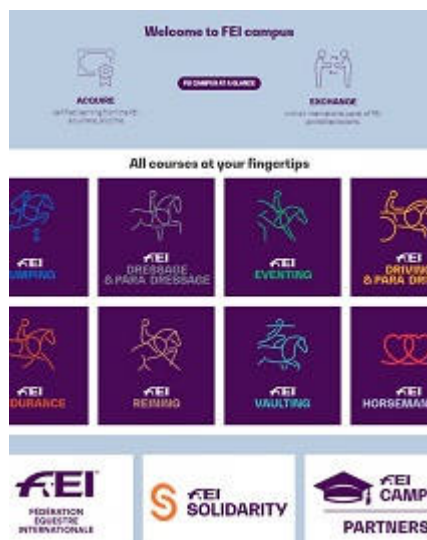 Welcome to FEI campus
FEI CAMPUS AT A GLANCE
ACQUIRE
EXCHANGE
All courses at your fingertips
FEI
UMPING
FEI
DRESSAGE
& PARA DRESSAGE
FEI
EVENTING
FEI
DRIVING
& PARA DR
FEI
DURANCE
FEI
REINING
FEI
VAULTING
FEI
HORSEMAN
FEI
FÉDÉRATION
EQUESTRE
INTERNATIONALE
FEI
SOLIDARITY
FEI
CAMP
PARTNERS